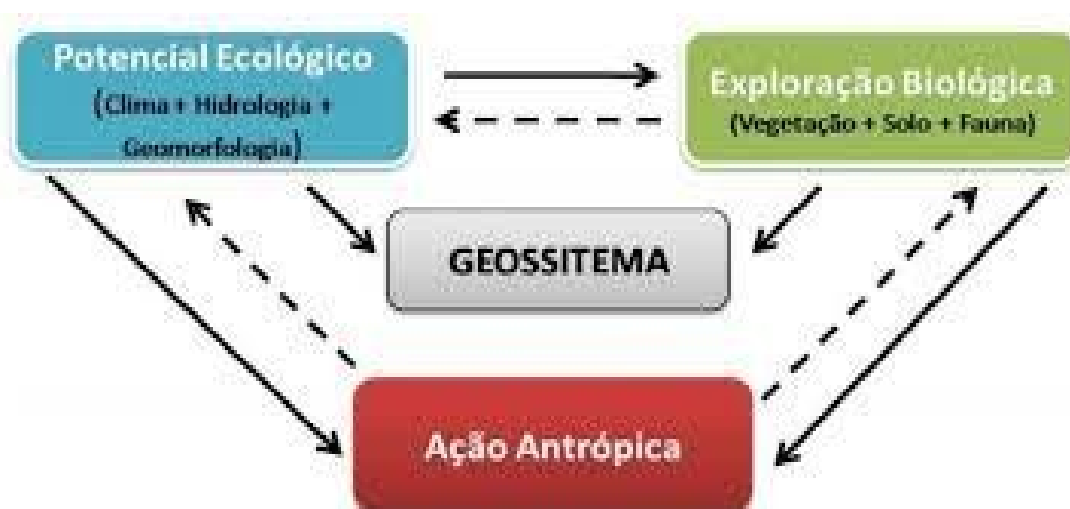 Potencial Ecológico
(Clima + Hidrologia +
Geomorfologia)
Exploração Biológica
(Vegetação + Solo + Fauna)
GEOSSITEMA
Ação Antrópica